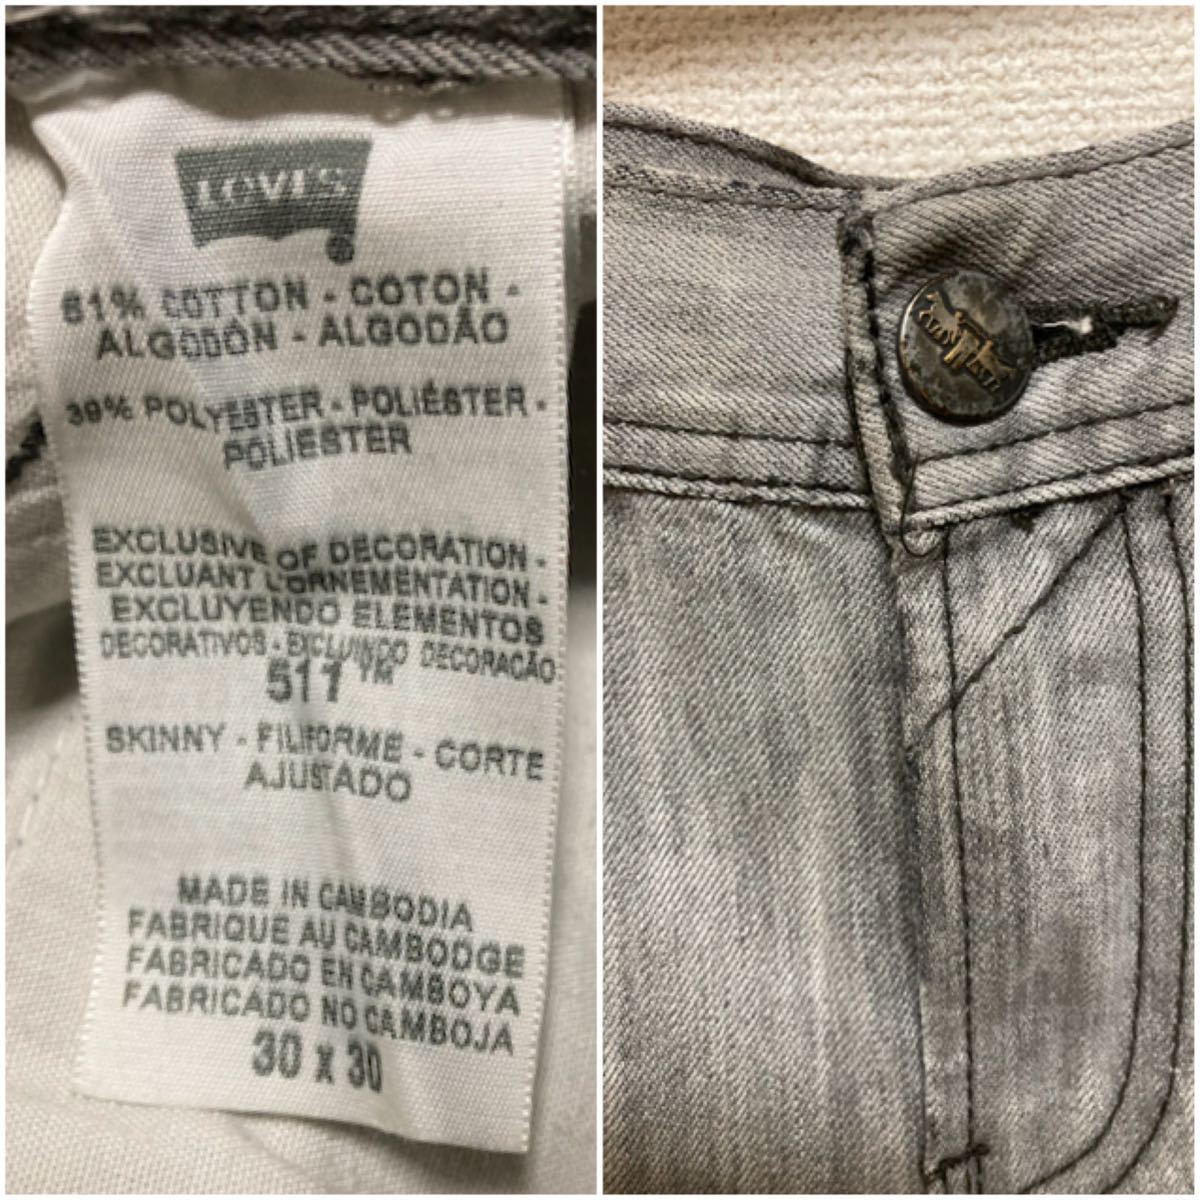 LEVI'S
®
61% COTTON - COTON -
ALGODÓN - ALGODÃO
39% POLYESTER - POLIÉSTER -
POLIESTER
EXCLUSIVE OF DECORATION -
EXCLUANT L'ORNEMENTATION -
EXCLUYENDO ELEMENTOS
DECORATIVOS - EXCLUINDO DECORAÇÃO
511™
SKINNY - FILIFORME - CORTE
AJUSTADO
MADE IN CAMBODIA
FABRIQUE AU CAMBODGE
FABRICADO EN CAMBOYA
FABRICADO NO CAMBOJA
30 x 30